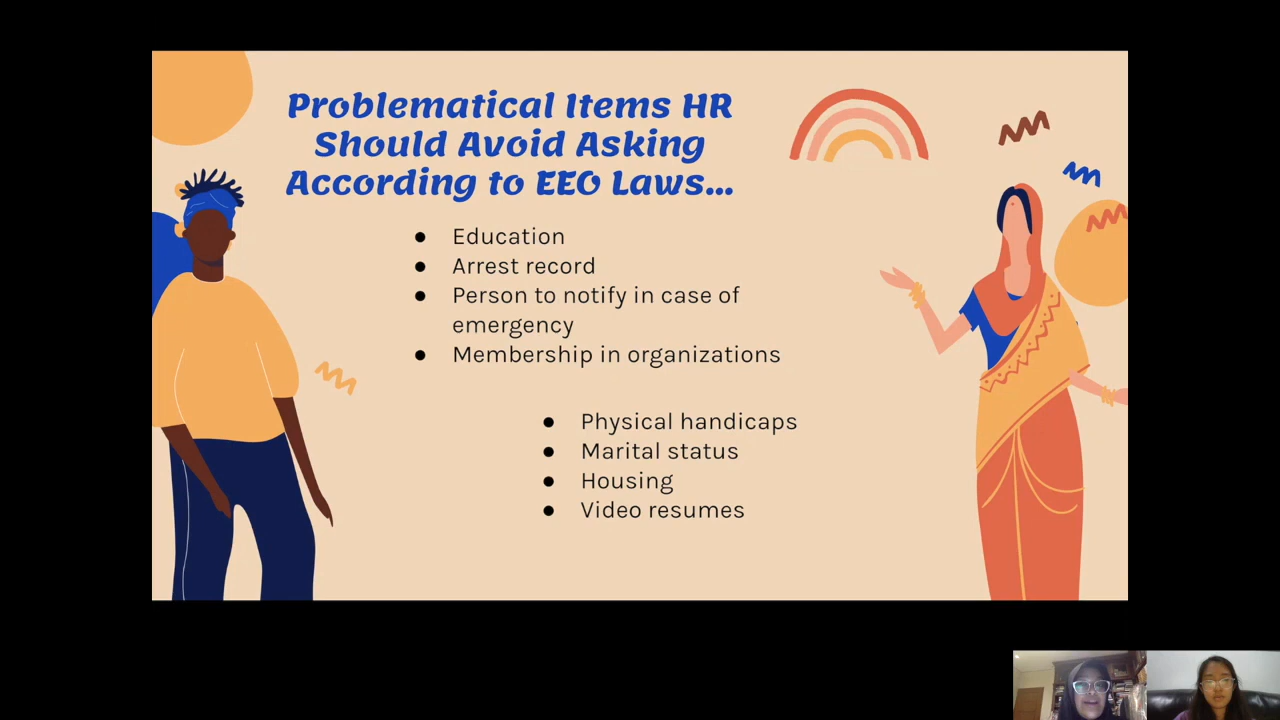 Problematical Items HR
Should Avoid Asking
According to EEO Laws...
● Education
● Arrest record
● Person to notify in case of
emergency
● Membership in organizations
● Physical handicaps
● Marital status
● Housing
● Video resumes